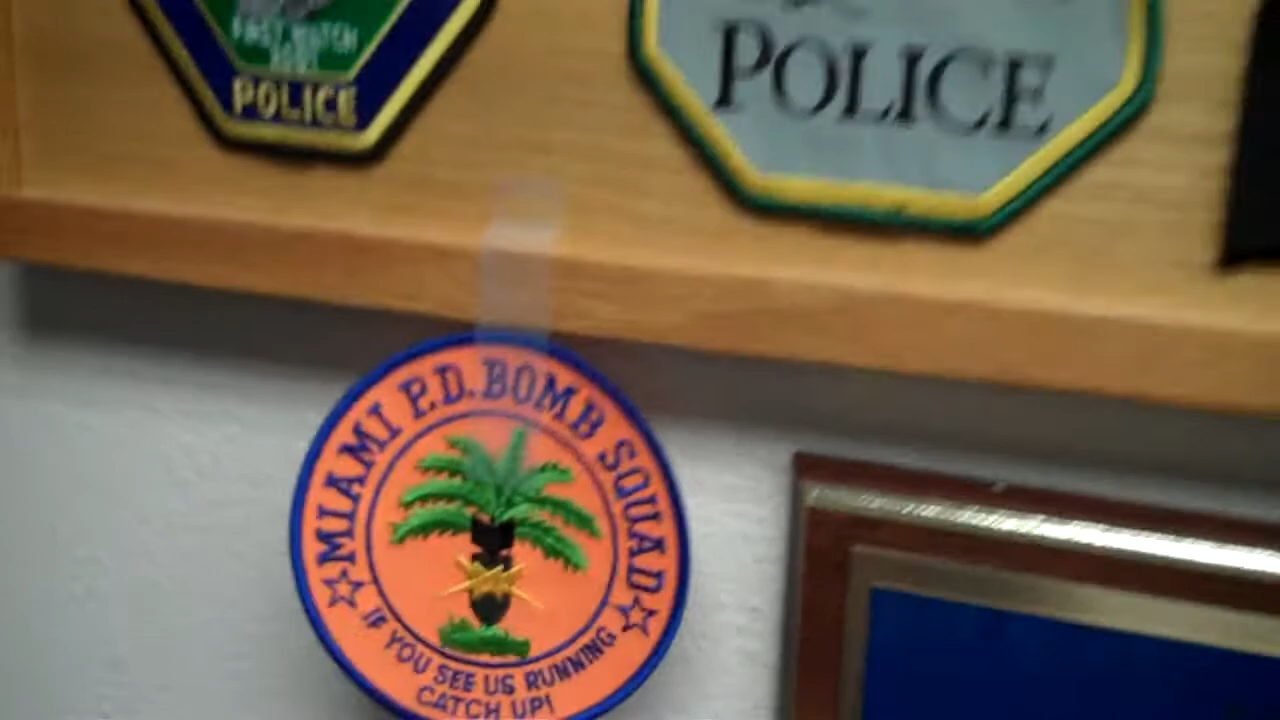 POLICE
POLICE
MIAMI P.D. BOMB SQUAD
IF YOU SEE US RUNNING
CATCH UP!